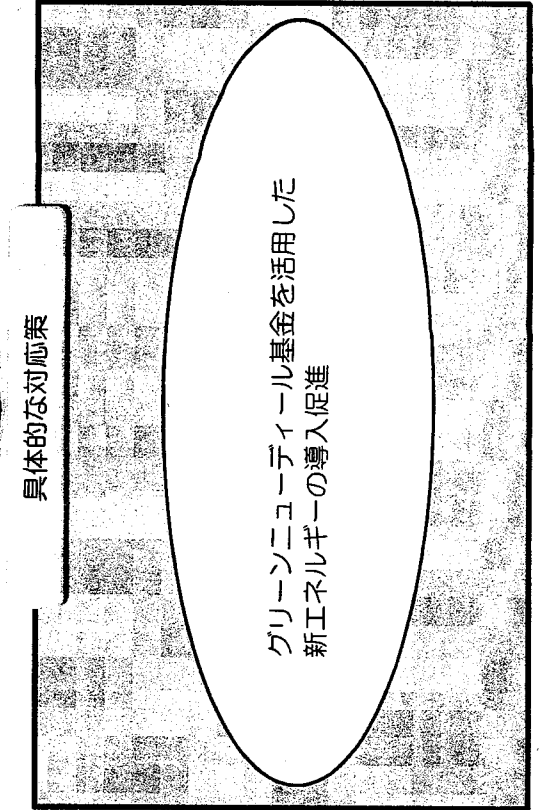 具体的な対応策
グリーンニューディール基金を活用した
新エネルギーの導入促進